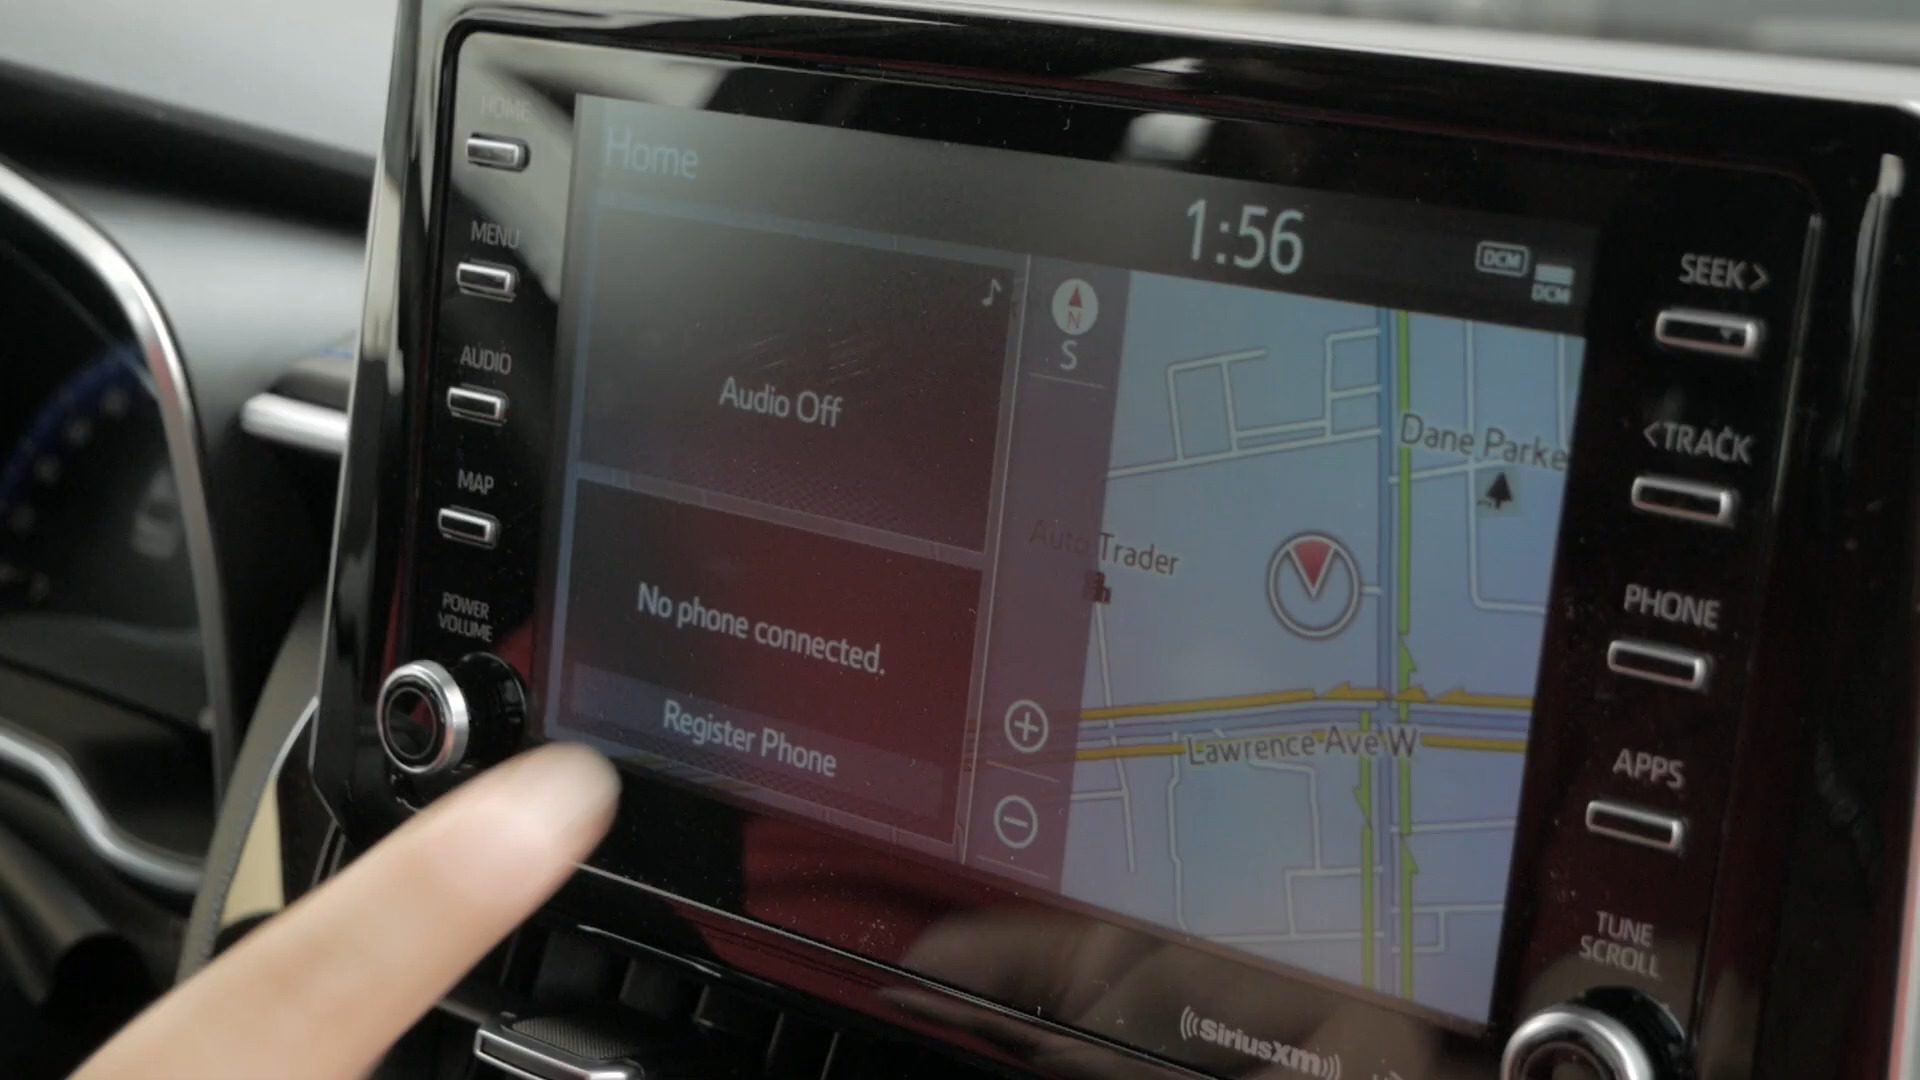 HOME
MENU
AUDIO
MAP
POWER
VOLUME
Home
1:56
DCM
DCM
Audio Off
No phone connected.
Register Phone
N
S
Dane Parke
Auto Trader
Lawrence Ave W
SEEK >
< TRACK
PHONE
APPS
TUNE
SCROLL
SiriusXM